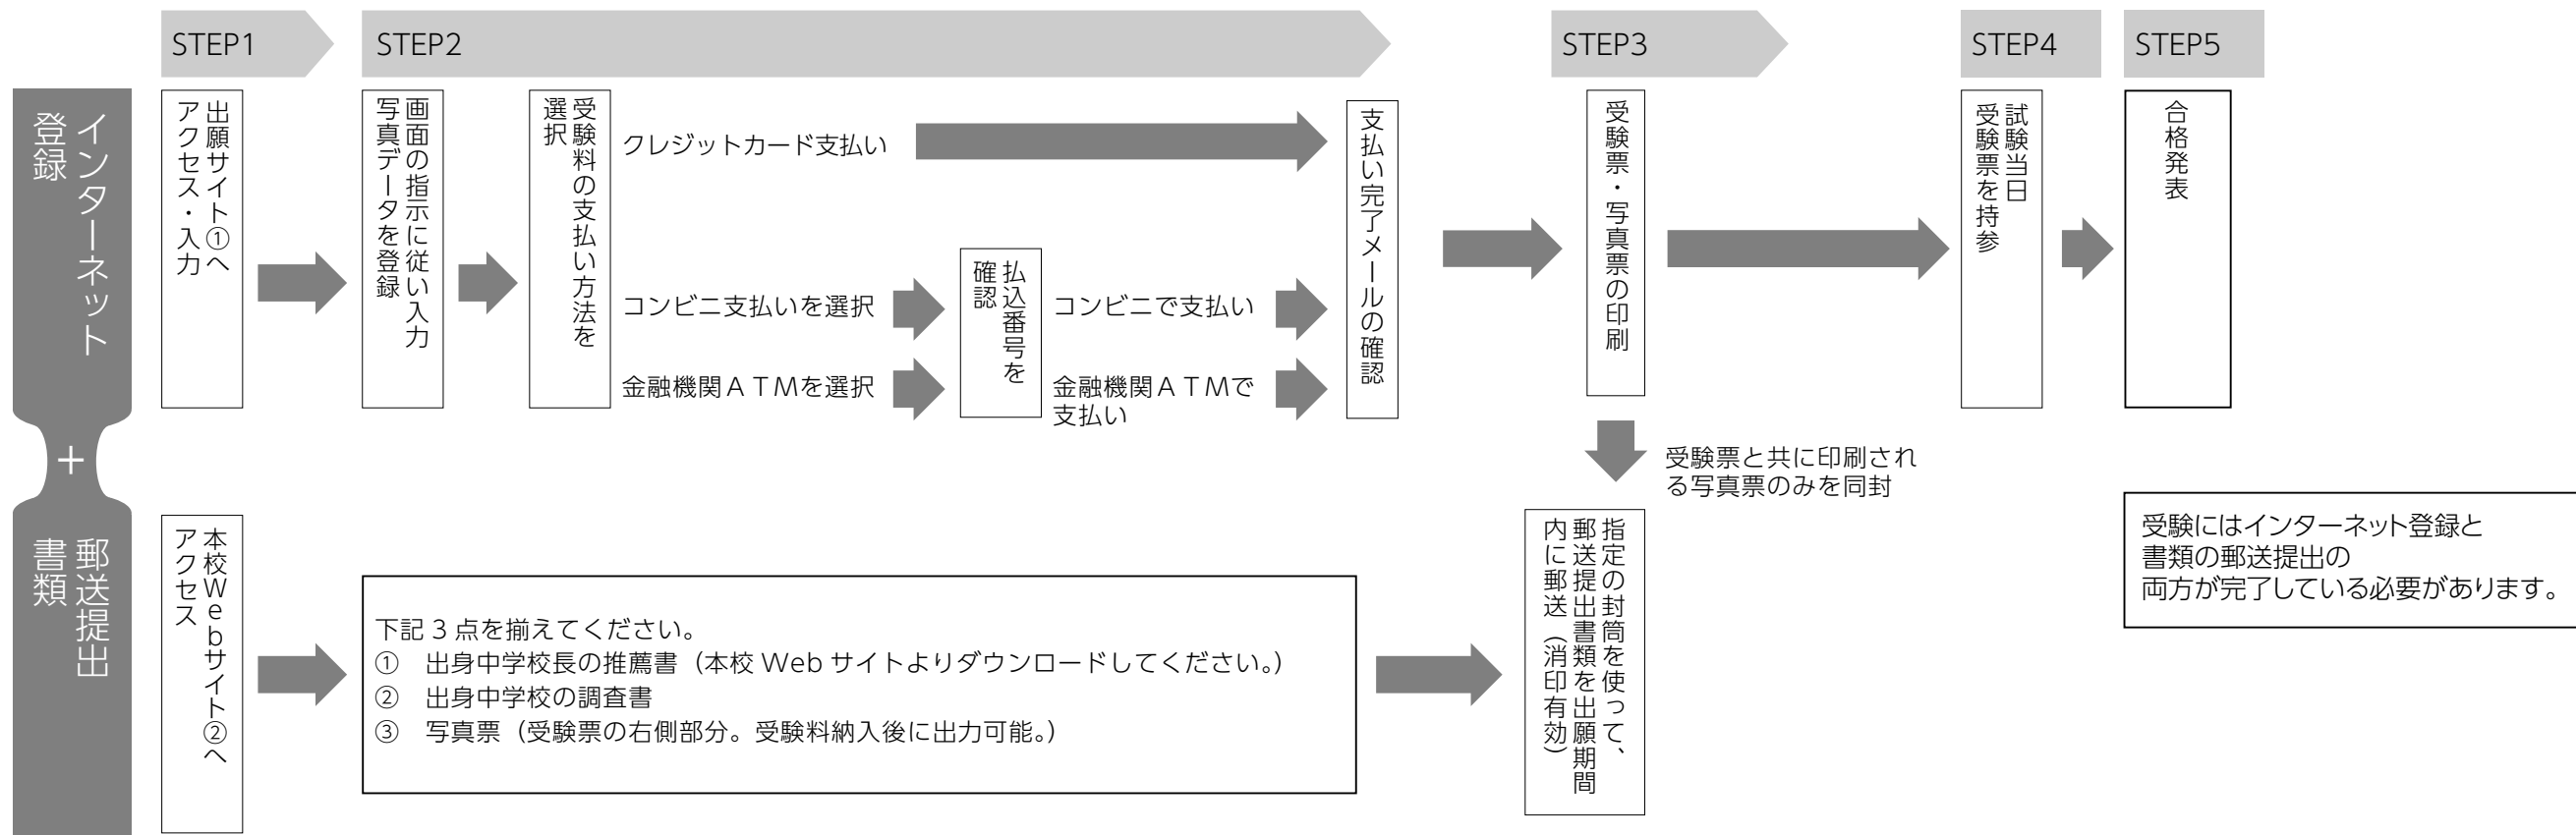 STEP1
STEP2
STEP3
STEP4
STEP5
インターネット
登録
出願サイト①へ
アクセス・入力
画面の指示に従い入力
写真データを登録
受験料の支払い方法を
選択
クレジットカード支払い
コンビニ支払いを選択
金融機関ATMを選択
払込番号を
確認
コンビニで支払い
金融機関ATMで
支払い
支払い完了メールの確認
受験票・写真票の印刷
試験当日
受験票を持参
合格発表
＋
受験票と共に印刷され
る写真票のみを同封
郵送提出
書類
本校Webサイト②へ
アクセス
下記3点を揃えてください。
① 出身中学校長の推薦書（本校 Web サイトよりダウンロードしてください。）
② 出身中学校の調査書
③ 写真票（受験票の右側部分。受験料納入後に出力可能。）
指定の封筒を使って、
郵送提出書類を出願期間
内に郵送（消印有効）
受験にはインターネット登録と
書類の郵送提出の
両方が完了している必要があります。